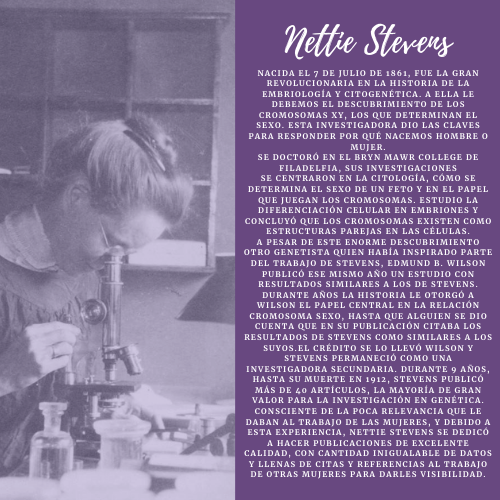 Nettie Stevens
NACIDA EL 7 DE JULIO DE 1861, FUE LA GRAN
REVOLUCIONARIA EN LA HISTORIA DE LA
EMBRIOLOGÍA Y CITOGENÉTICA. A ELLA LE
DEBEMOS EL DESCUBRIMIENTO DE LOS
CROMOSOMAS XY, LOS QUE DETERMINAN EL
SEXO. ESTA INVESTIGADORA DIO LAS CLAVES
PARA RESPONDER POR QUÉ NACEMOS HOMBRE O
MUJER.
SE DOCTORÓ EN EL BRYN MAWR COLLEGE DE
FILADELFIA, SUS INVESTIGACIONES
SE CENTRARON EN LA CITOLOGÍA, CÓMO SE
DETERMINA EL SEXO DE UN FETO Y EN EL PAPEL
QUE JUEGAN LOS CROMOSOMAS. ESTUDIO LA
DIFERENCIACIÓN CELULAR EN EMBRIONES Y
CONCLUYÓ QUE LOS CROMOSOMAS EXISTEN COMO
ESTRUCTURAS PAREJAS EN LAS CÉLULAS.
A PESAR DE ESTE ENORME DESCUBRIMIENTO
OTRO GENETISTA QUIEN HABÍA INSPIRADO PARTE
DEL TRABAJO DE STEVENS, EDMUND B. WILSON
PUBLICÓ ESE MISMO AÑO UN ESTUDIO CON
RESULTADOS SIMILARES A LOS DE STEVENS.
DURANTE AÑOS LA HISTORIA LE OTORGÓ A
WILSON EL PAPEL CENTRAL EN LA RELACIÓN
CROMOSOMA SEXO, HASTA QUE ALGUIEN SE DIO
CUENTA QUE EN SU PUBLICACIÓN CITABA LOS
RESULTADOS DE STEVENS COMO SIMILARES A LOS
SUYOS.EL CRÉDITO SE LO LLEVÓ WILSON Y
STEVENS PERMANECIÓ COMO UNA
INVESTIGADORA SECUNDARIA. DURANTE 9 AÑOS,
HASTA SU MUERTE EN 1912, STEVENS PUBLICÓ
MÁS DE 40 ARTÍCULOS, LA MAYORÍA DE GRAN
VALOR PARA LA INVESTIGACIÓN EN GENÉTICA.
CONSCIENTE DE LA POCA RELEVANCIA QUE LE
DABAN AL TRABAJO DE LAS MUJERES, Y DEBIDO A
ESTA EXPERIENCIA, NETTIE STEVENS SE DEDICÓ
A HACER PUBLICACIONES DE EXCELENTE
CALIDAD, CON CANTIDAD INIGUALABLE DE DATOS
Y LLENAS DE CITAS Y REFERENCIAS AL TRABAJO
DE OTRAS MUJERES PARA DARLES VISIBILIDAD.